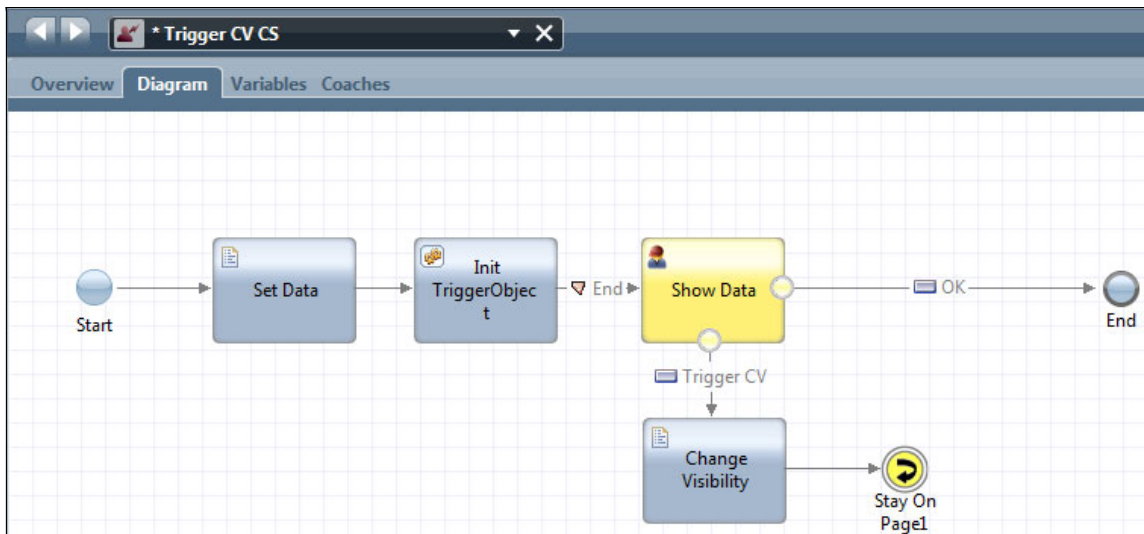 * Trigger CV CS
Overview Diagram Variables Coaches
Set Data
Init
TriggerObjec
t
End
Show Data
OK
Start
End
Trigger CV
Change
Visibility
Stay On
Page1